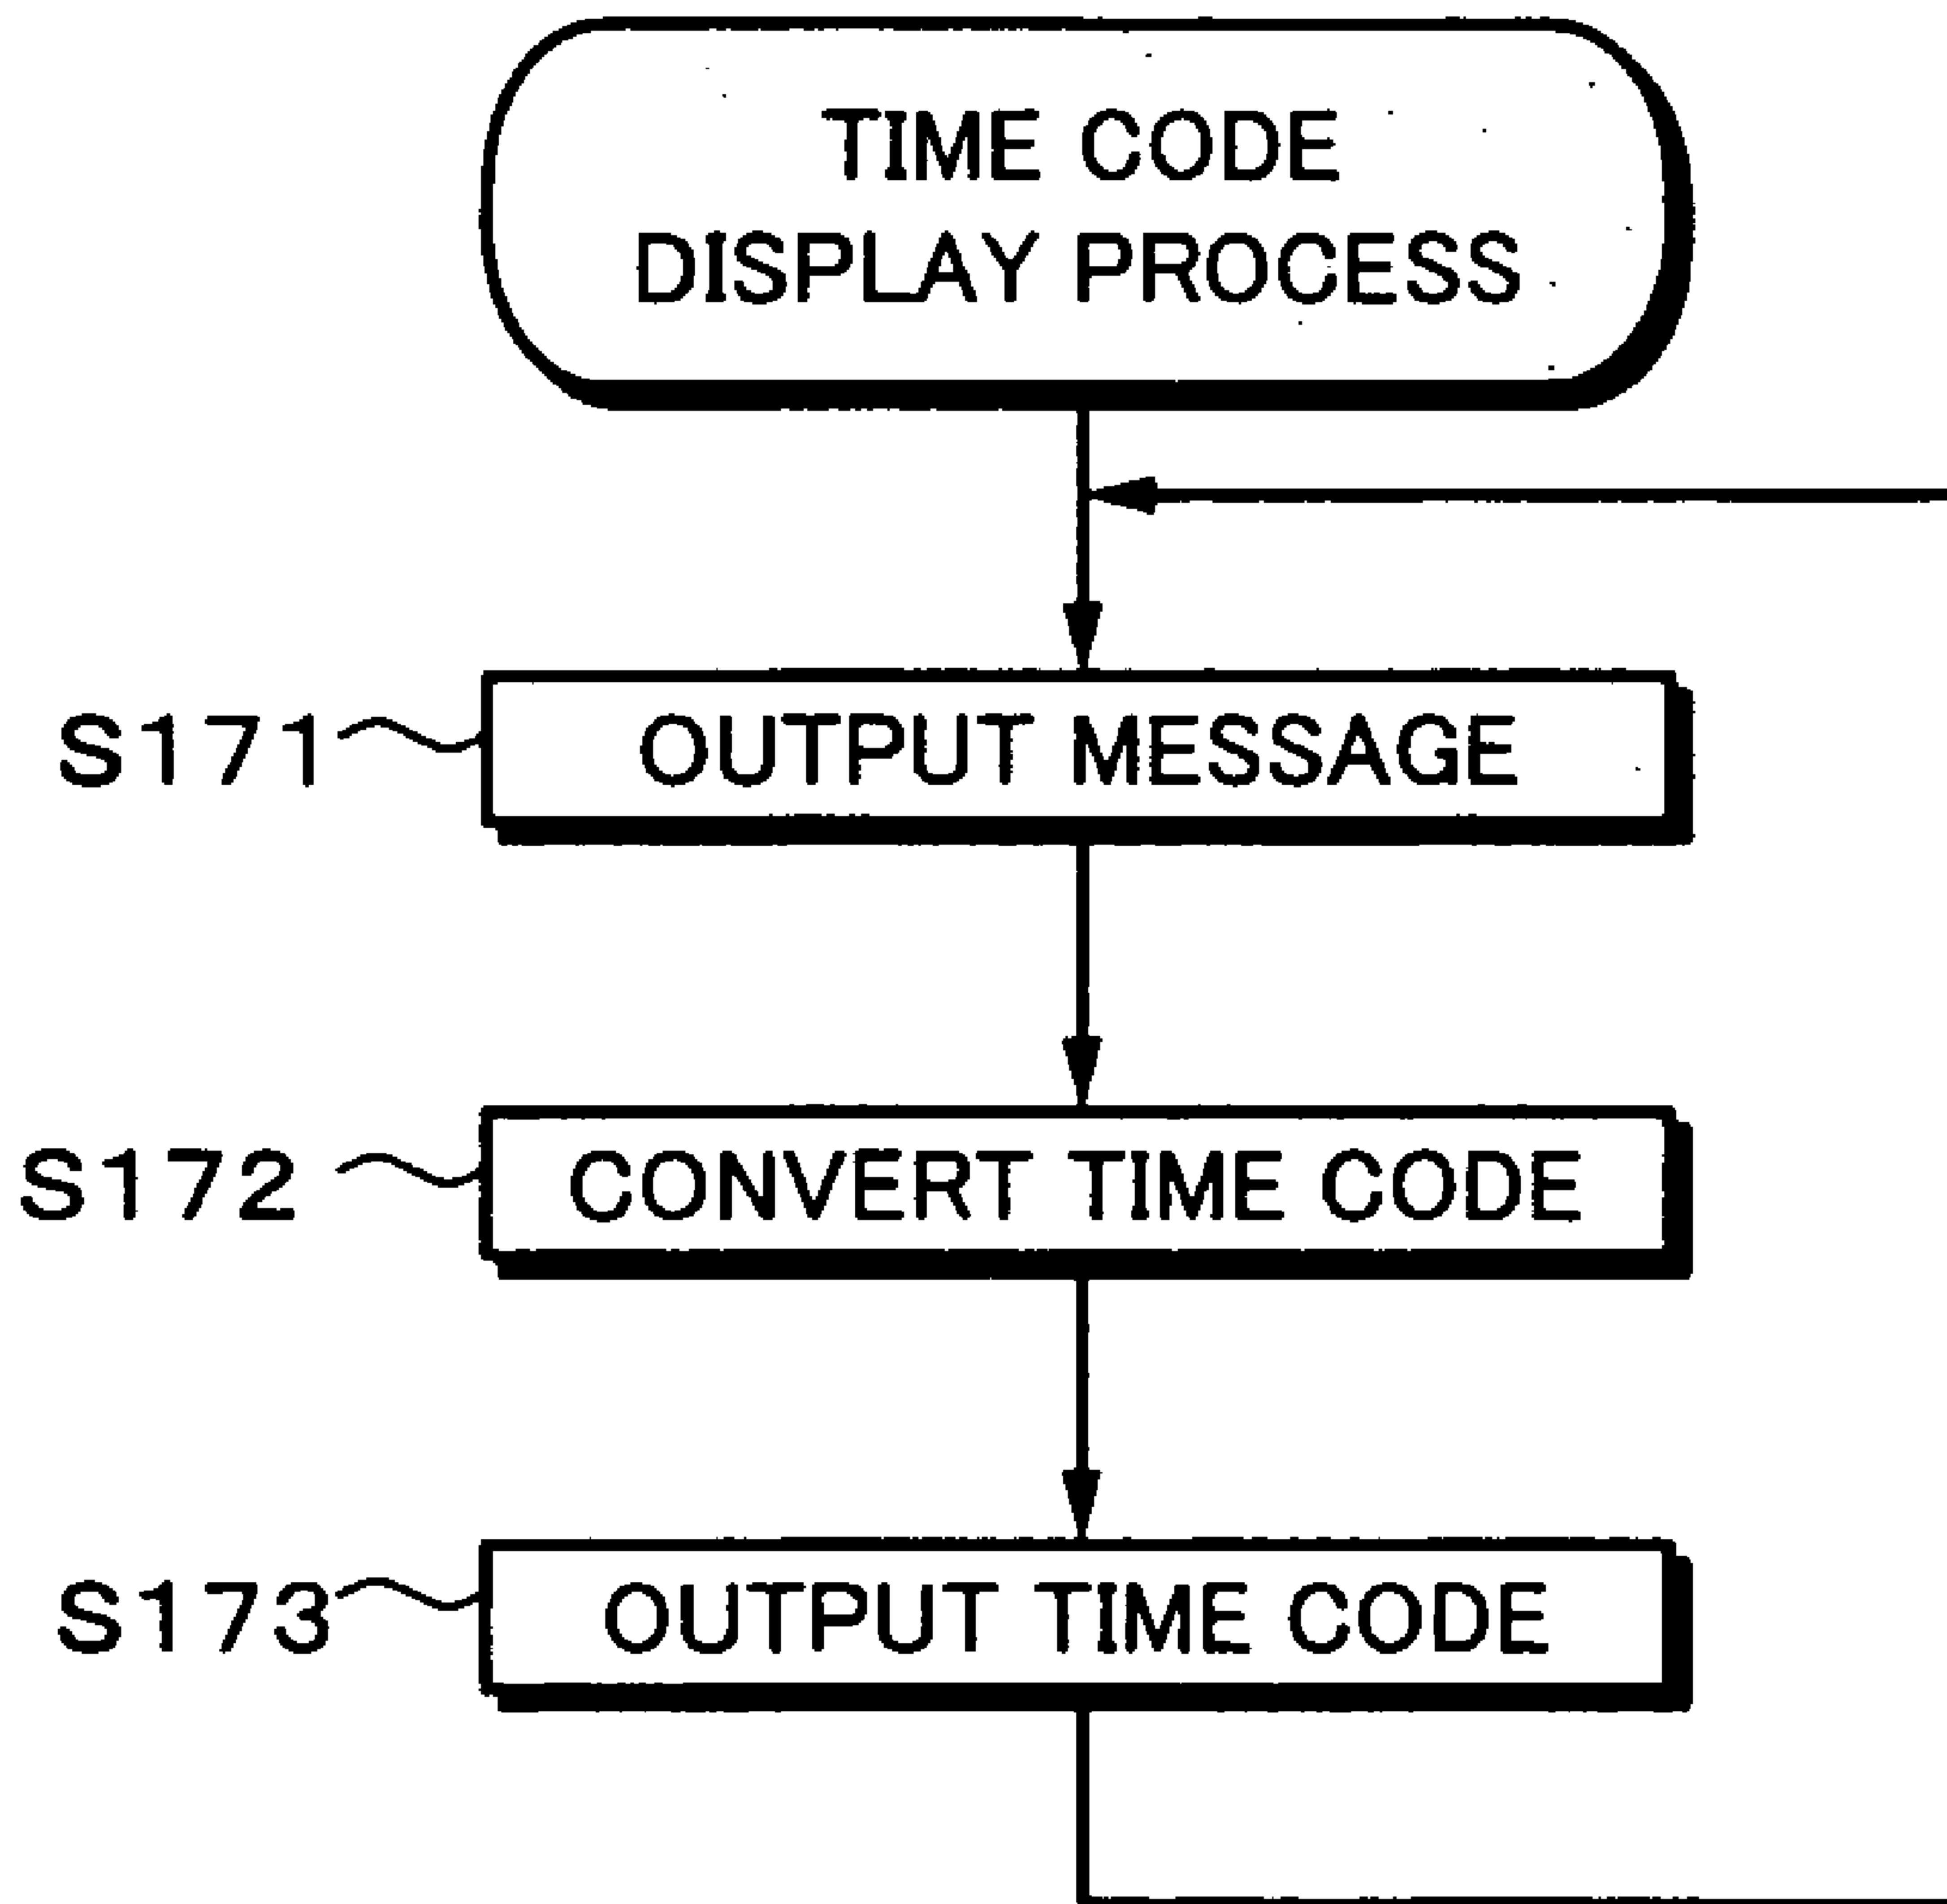 TIME CODE
DISPLAY PROCESS
S171 OUTPUT MESSAGE
S172 CONVERT TIME CODE
S173 OUTPUT TIME CODE